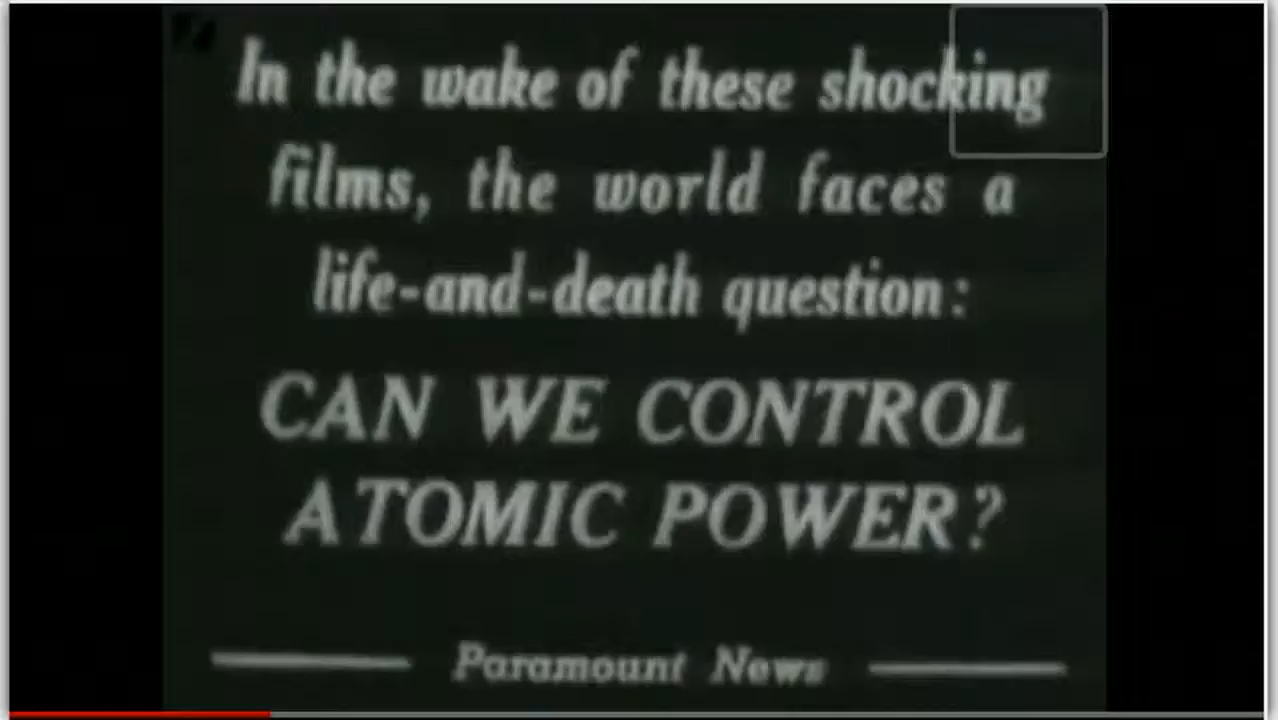 In the wake of these shocking
films, the world faces a
life-and-death question:
CAN WE CONTROL
ATOMIC POWER?
Paramount News